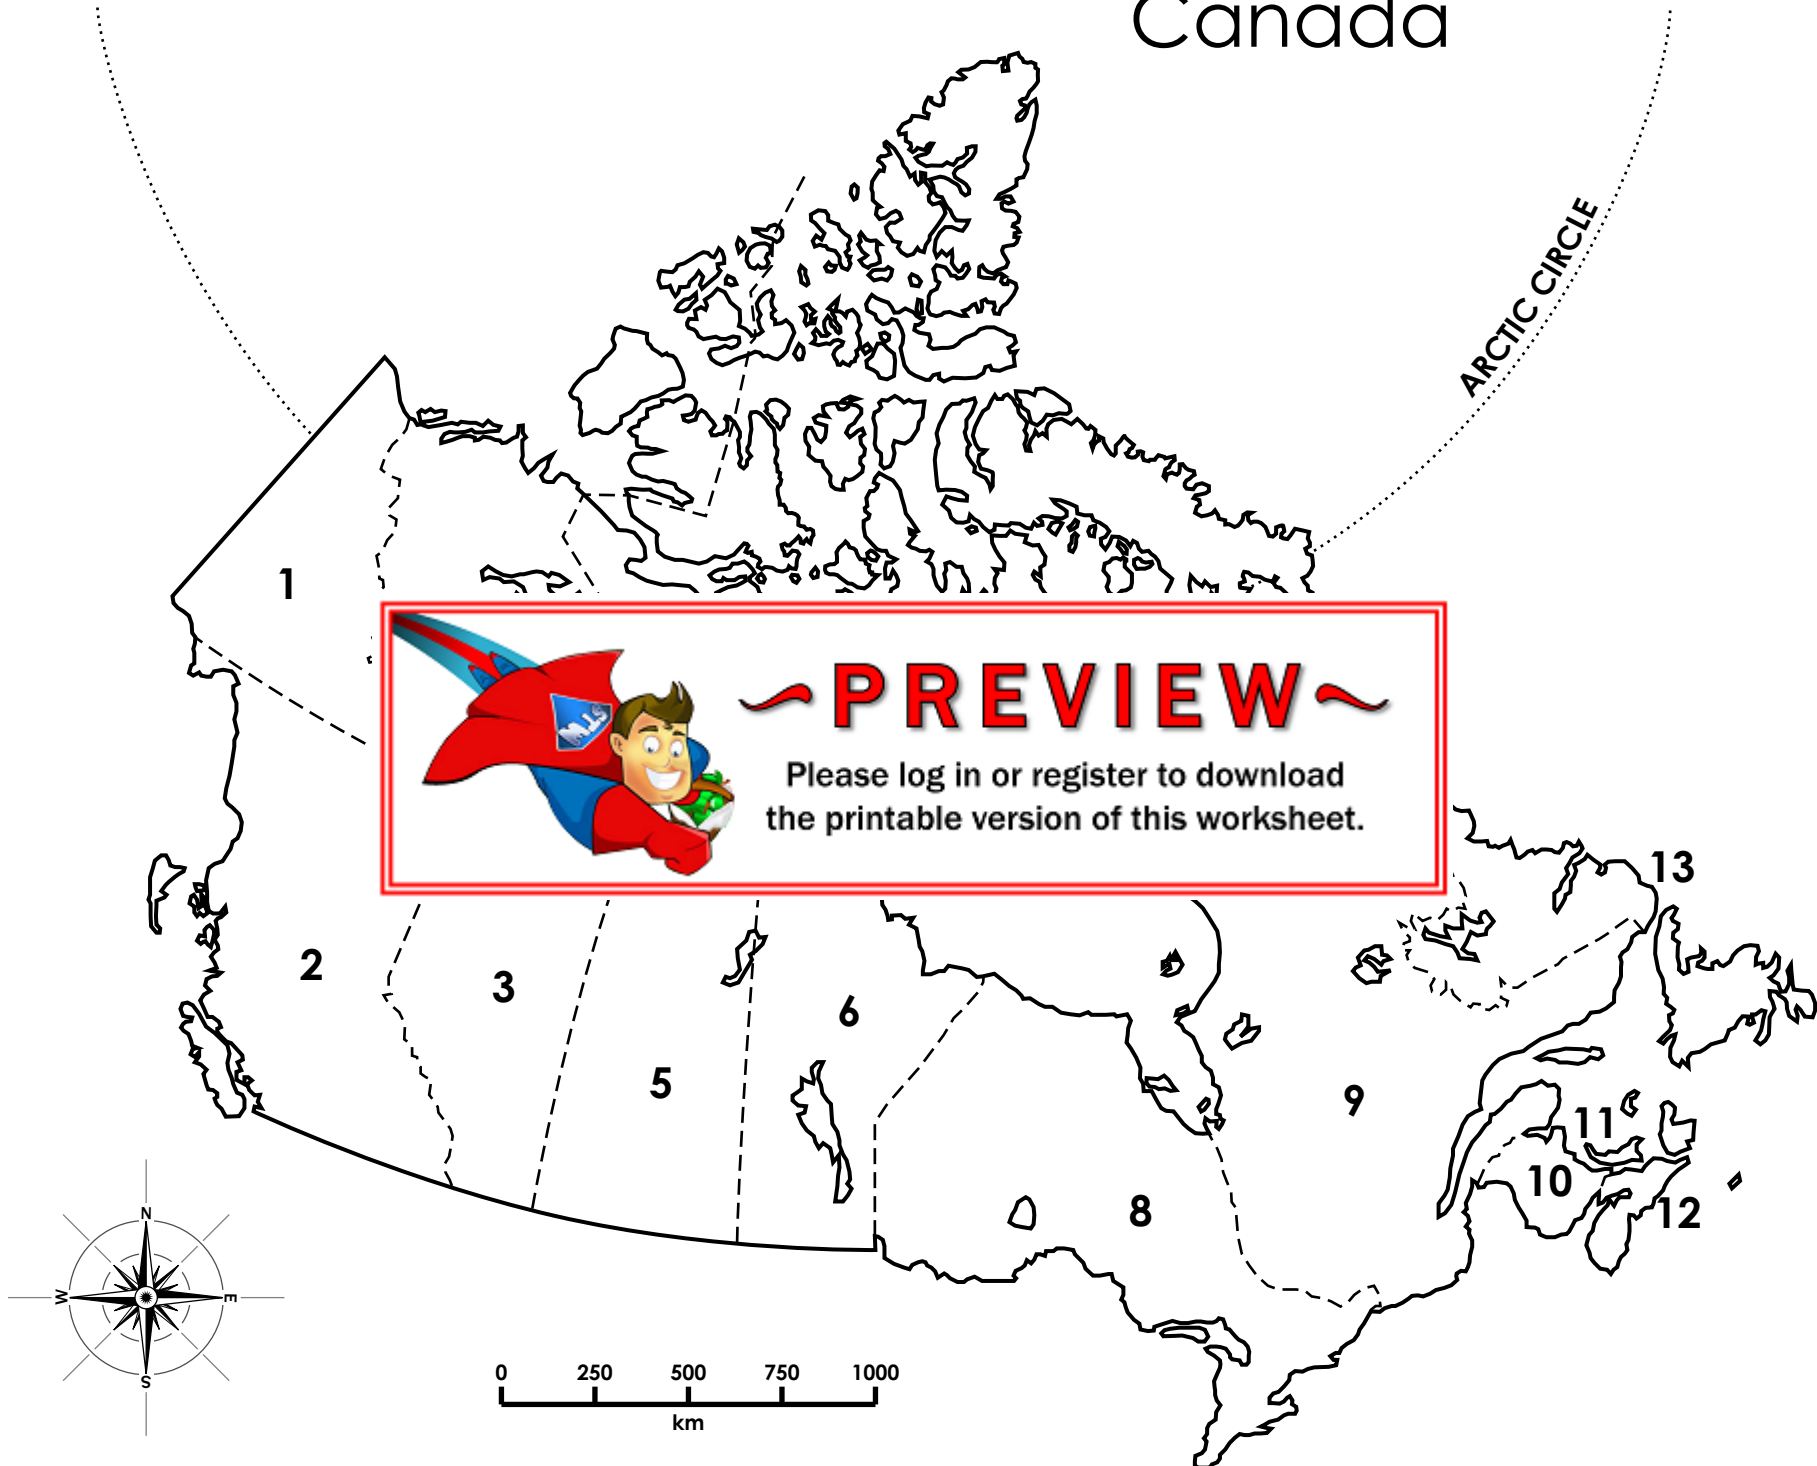 Canada
ARCTIC CIRCLE
1
PREVIEW
Please log in or register to download
the printable version of this worksheet.
13
2
3
6
5
9
11
10
8
12
N
W
E
S
0 250 500 750 1000
km